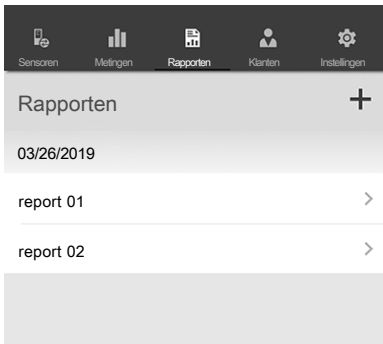 Sensoren Metingen Rapporten Klanten Instellingen
Rapporten
03/26/2019
report 01
report 02